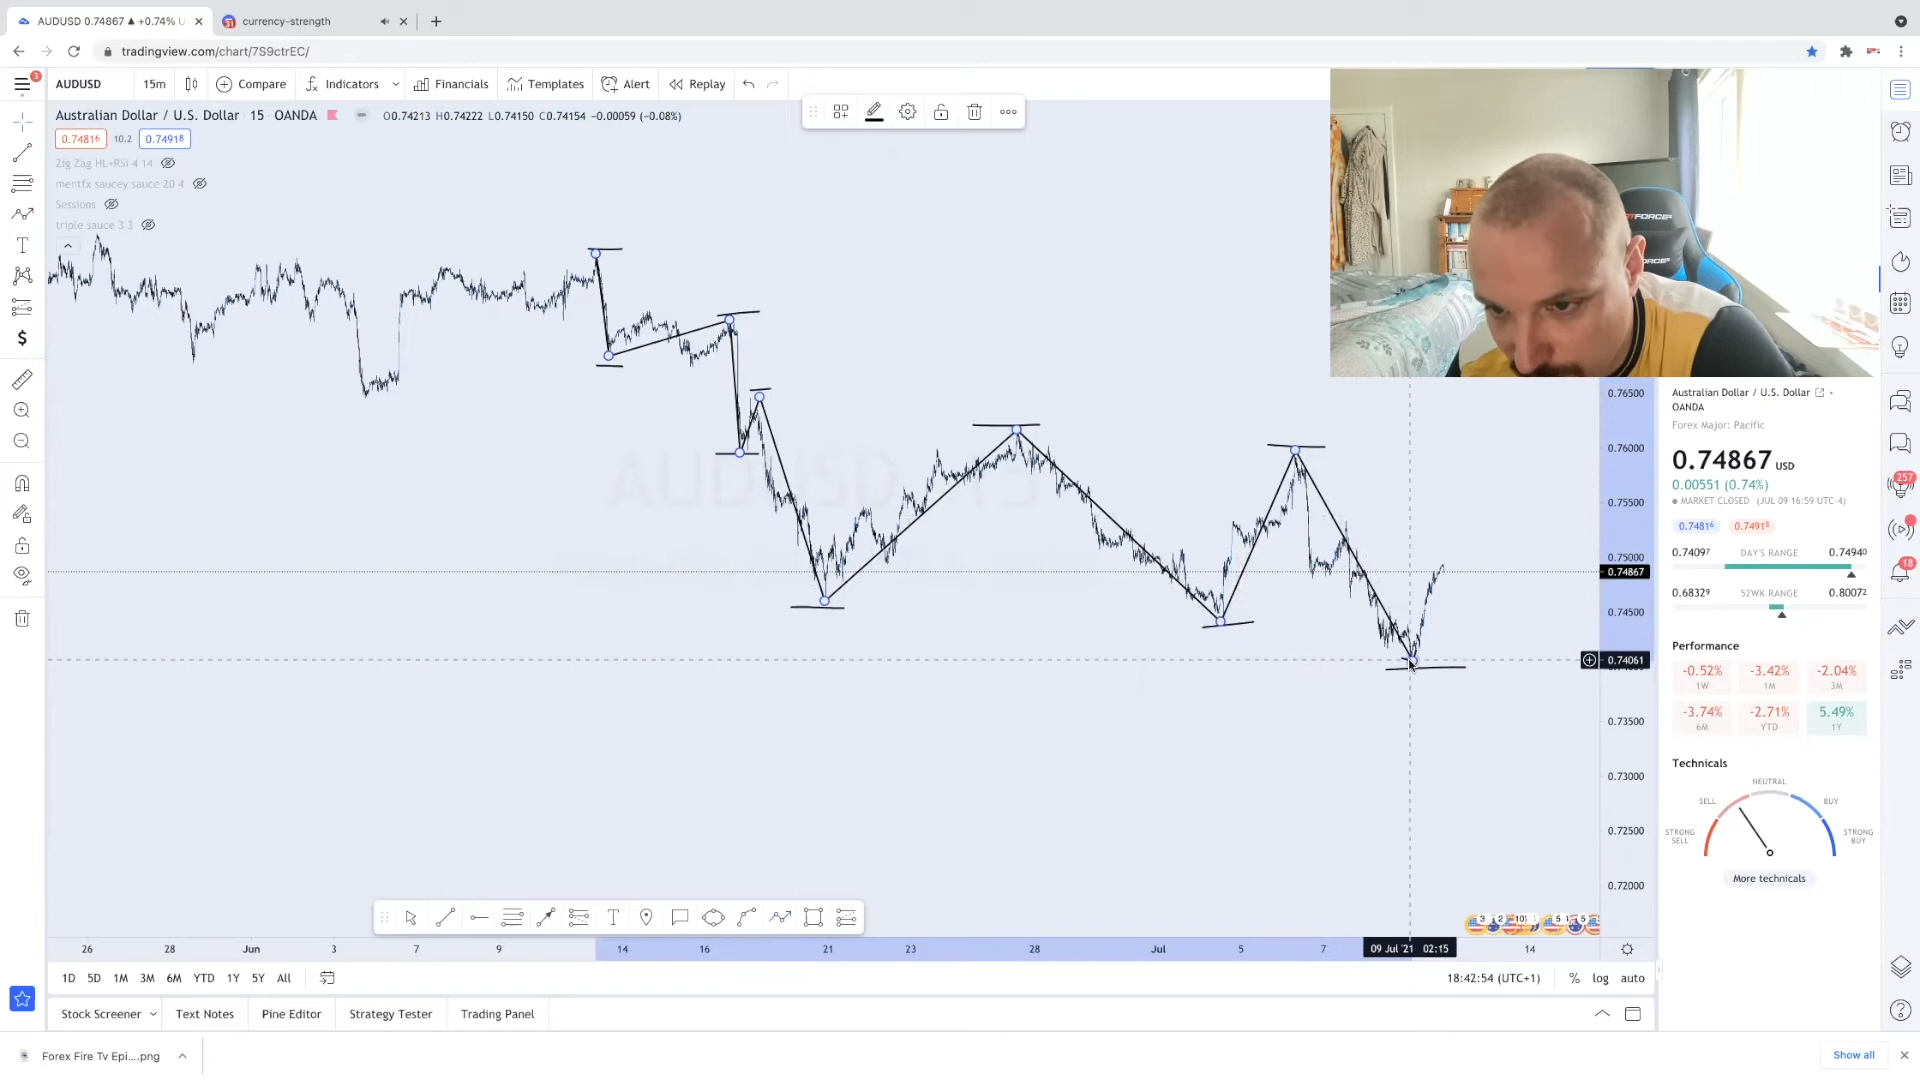 AUDUSD 0.74867 ▲ +0.74% U
currency-strength
tradingview.com/chart/7S9ctrEC/
3
AUDUSD
15m
Compare
Indicators
Financials
Templates
Alert
Replay
Australian Dollar / U.S. Dollar · 15 · OANDA
O0.74213 H0.74222 L0.74150 C0.74154 −0.00059 (−0.08%)
0.74816
10.2
0.74918
Zig Zag HL+RSI 4 14
mentfx saucey sauce 20 4
Sessions
triple sauce 3 3
0.76500
0.76000
0.75500
0.75000
0.74867
0.74500
0.74061
0.73500
0.73000
0.72500
0.72000
26
28
Jun
3
7
9
14
16
21
23
28
Jul
5
7
09 Jul '21 02:15
14
1D
5D
1M
3M
6M
YTD
1Y
5Y
All
18:42:54 (UTC+1)
%
log
auto
Stock Screener
Text Notes
Pine Editor
Strategy Tester
Trading Panel
Australian Dollar / U.S. Dollar
OANDA
Forex Major: Pacific
0.74867 USD
0.00551 (0.74%)
MARKET CLOSED (JUL 09 16:59 UTC-4)
0.74816
0.74918
0.74097 DAY'S RANGE 0.74940
0.68329 52WK RANGE 0.80072
Performance
-0.52%
1W
-3.42%
1M
-2.04%
3M
-3.74%
6M
-2.71%
YTD
5.49%
1Y
Technicals
NEUTRAL
SELL
BUY
STRONG SELL
STRONG BUY
More technicals
257
18
Forex Fire Tv Epi....png
Show all